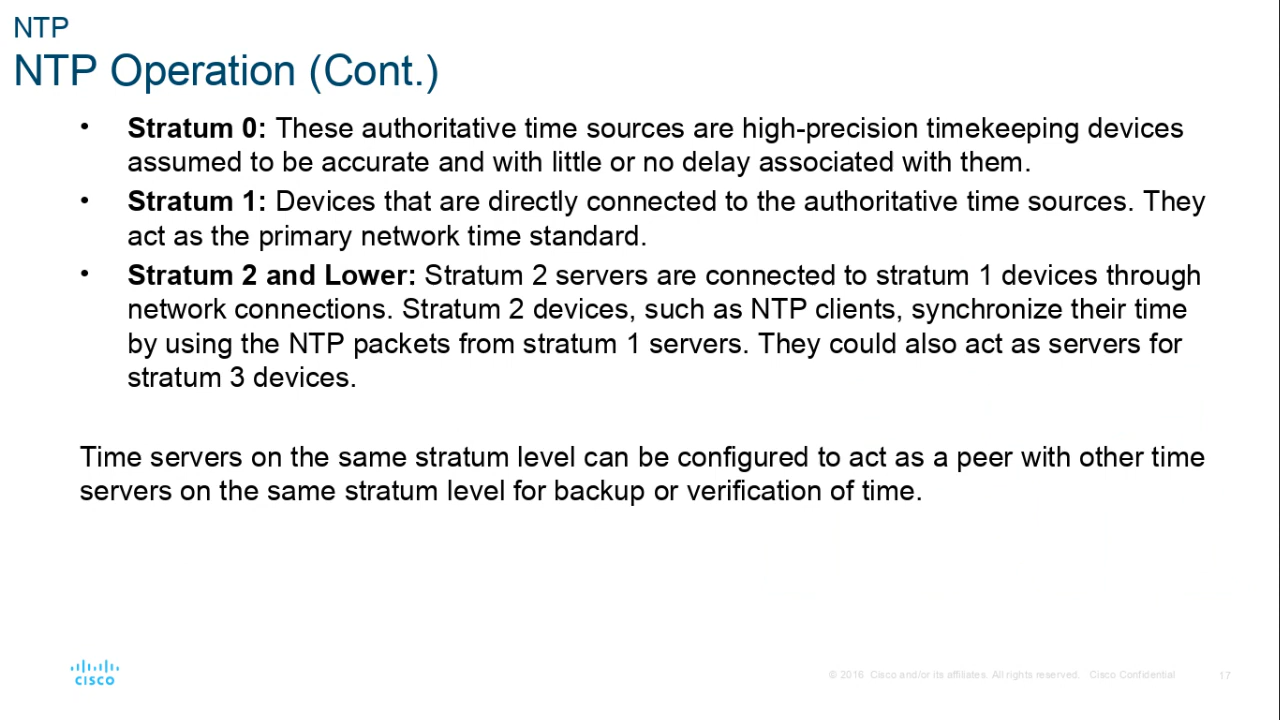 NTP
NTP Operation (Cont.)
• Stratum 0: These authoritative time sources are high-precision timekeeping devices
assumed to be accurate and with little or no delay associated with them.
• Stratum 1: Devices that are directly connected to the authoritative time sources. They
act as the primary network time standard.
• Stratum 2 and Lower: Stratum 2 servers are connected to stratum 1 devices through
network connections. Stratum 2 devices, such as NTP clients, synchronize their time
by using the NTP packets from stratum 1 servers. They could also act as servers for
stratum 3 devices.
Time servers on the same stratum level can be configured to act as a peer with other time
servers on the same stratum level for backup or verification of time.
CISCO
© 2016 Cisco and/or its affiliates. All rights reserved. Cisco Confidential
17